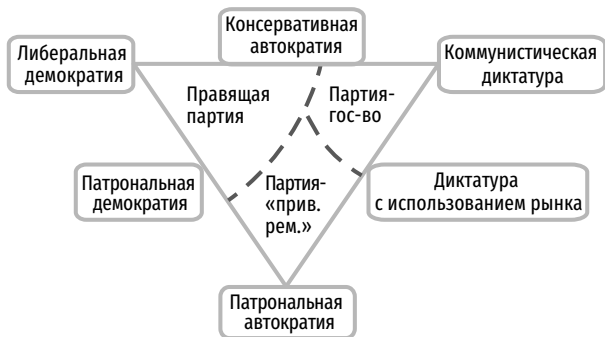 Консервативная
автократия
Либеральная
демократия
Коммунистическая
диктатура
Правящая
партия
Партия-
гос-во
Патрональная
демократия
Партия-
«прив.
рем.»
Диктатура
с использованием рынка
Патрональная
автократия